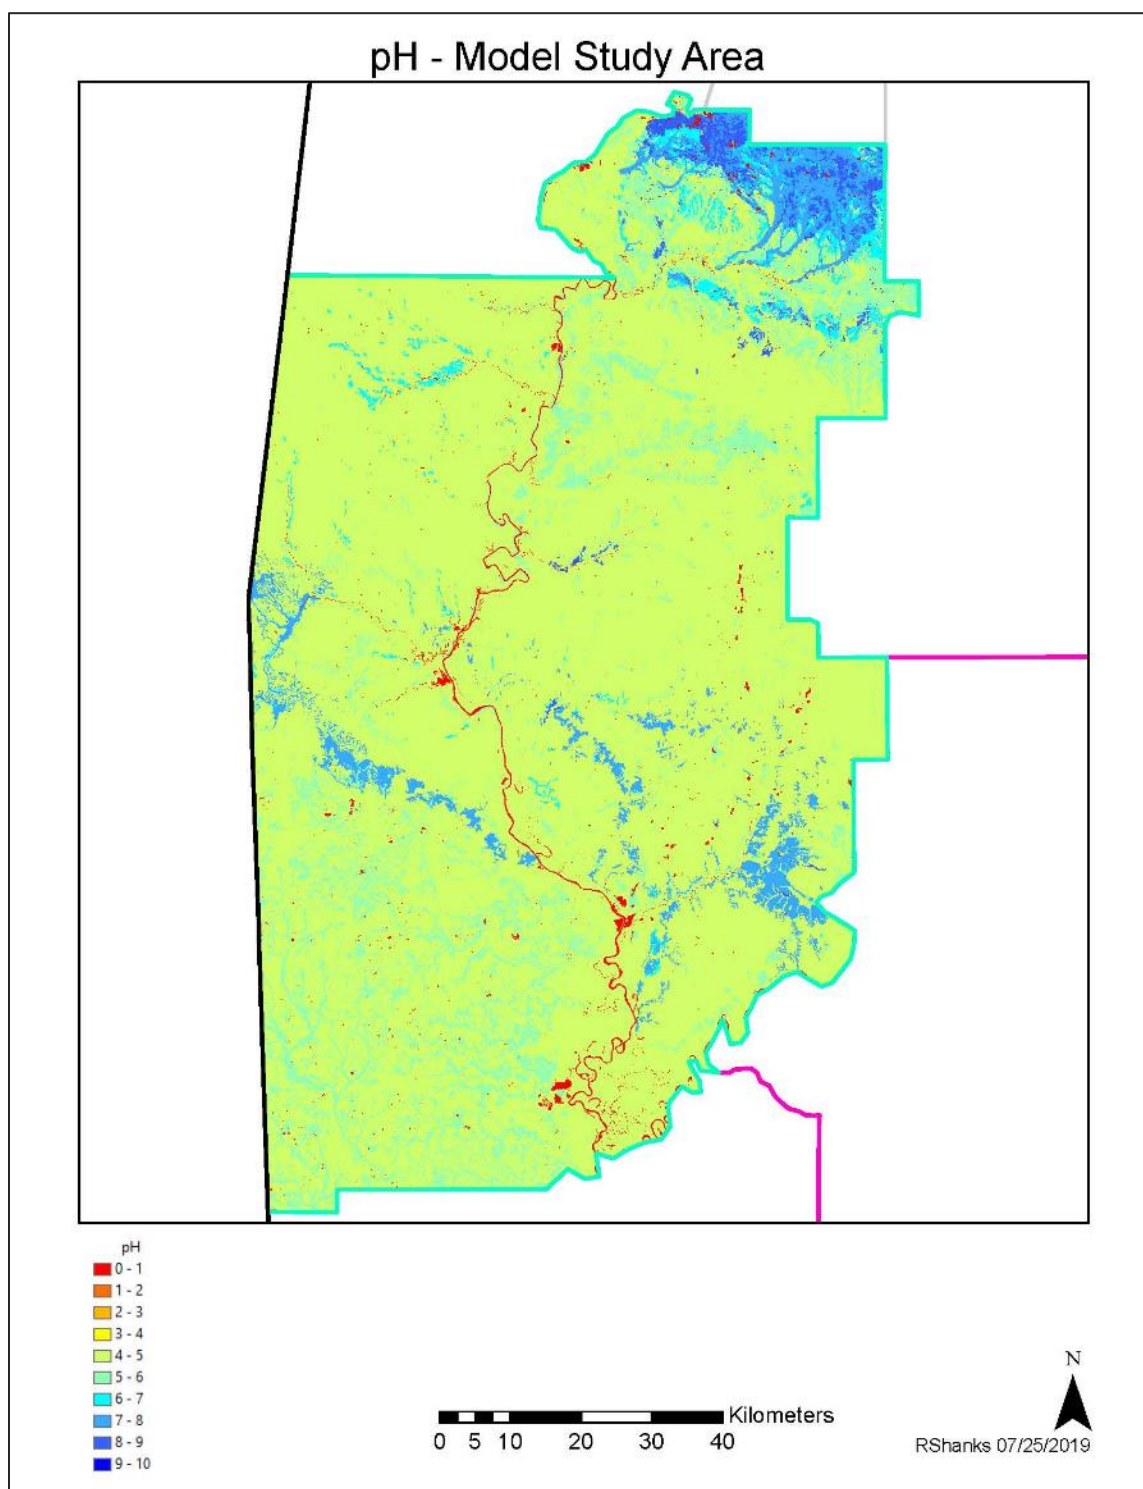 pH - Model Study Area
pH
0 - 1
1 - 2
2 - 3
3 - 4
4 - 5
5 - 6
6 - 7
7 - 8
8 - 9
9 - 10
Kilometers
0 5 10 20 30 40
N
RShanks 07/25/2019